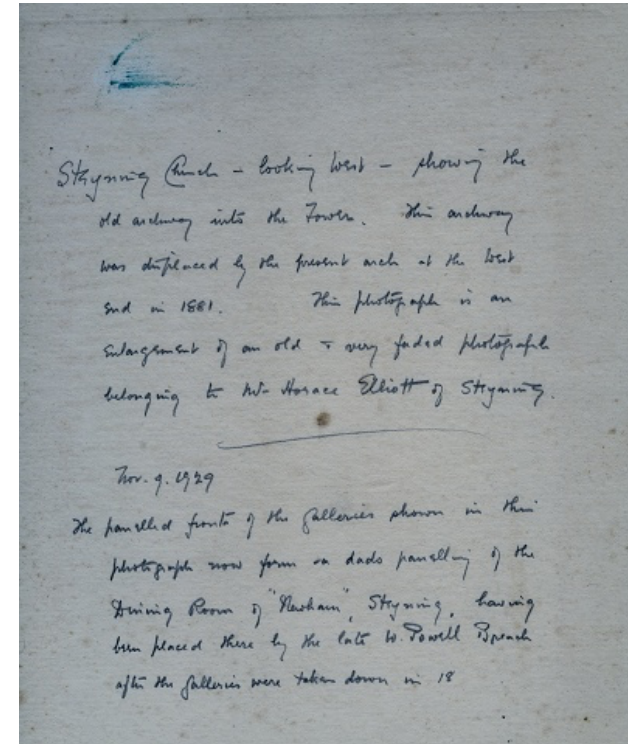 Steyning Church – looking West – showing the
old archway into the Tower. This archway
was displaced by the present arch at the West
end in 1881. This photograph is an
enlargement of an old & very faded photograph
belonging to Mr Horace Elliott of Steyning.
Nov. 9. 1929
The panelled fronts of the galleries shown in this
photograph now form a dado panelling of the
Dining Room of "Newham", Steyning, having
been placed there by the late W. Powell Breach
after the galleries were taken down in 18